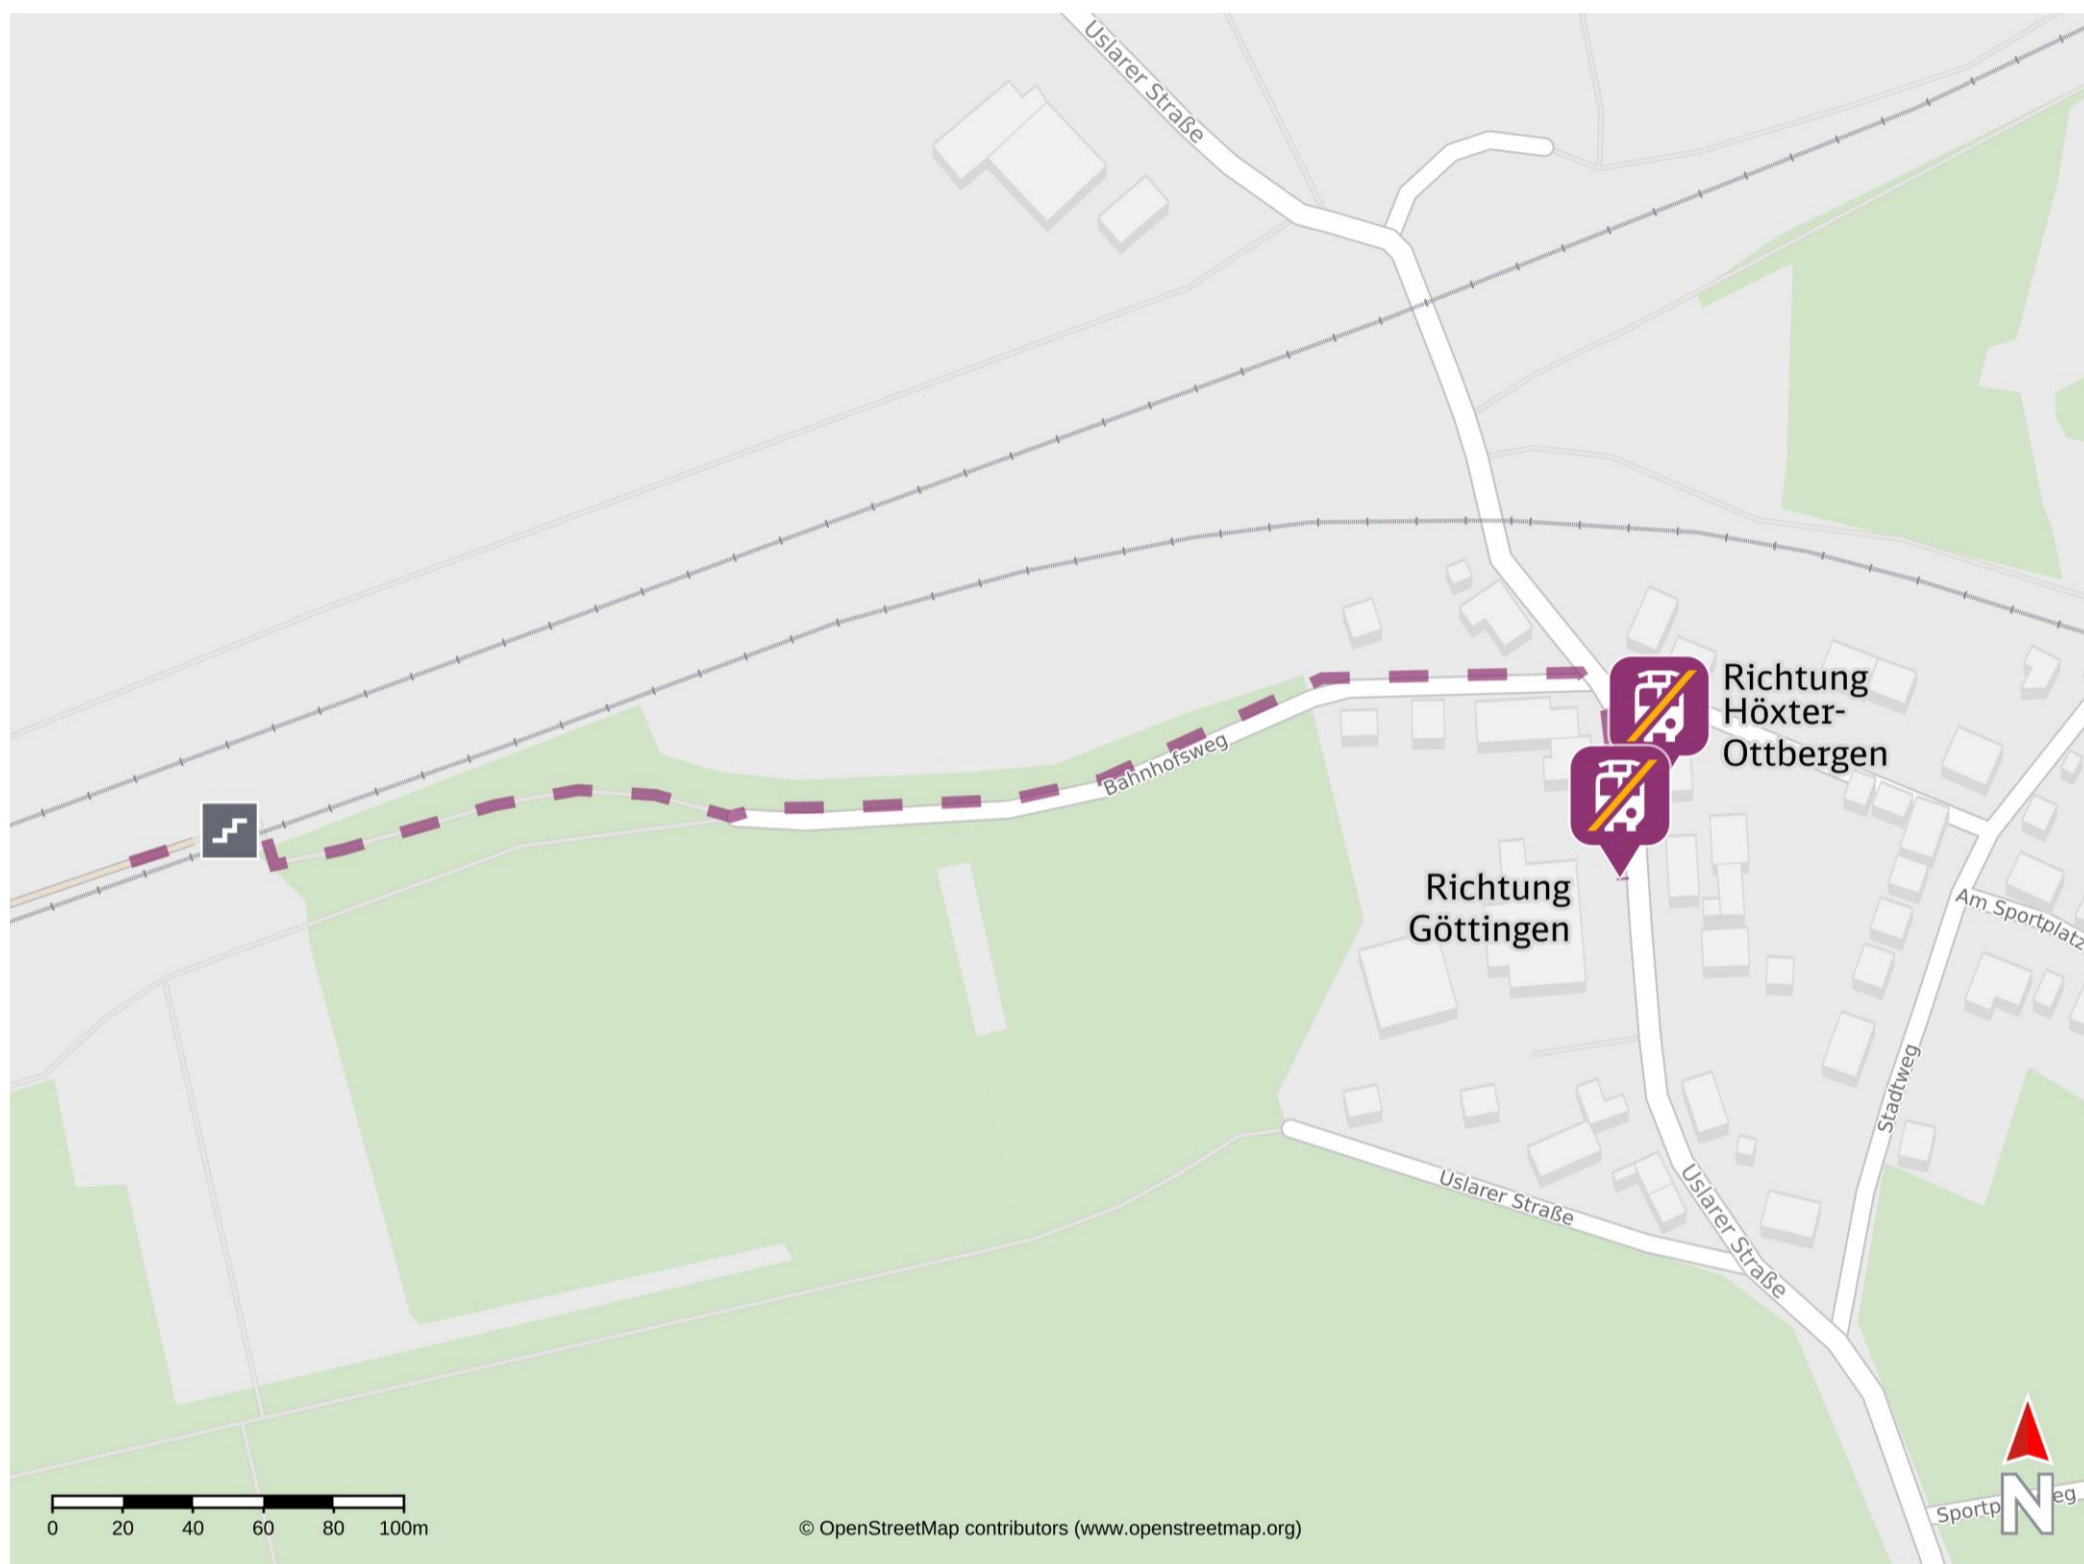 Uslarer Straße
Richtung
Höxter-
Ottbergen
Bahnhofsweg
Richtung
Göttingen
Am Sportplatz
Stadtweg
Uslarer Straße
Uslarer Straße
N
0 20 40 60 80 100m
© OpenStreetMap contributors (www.openstreetmap.org)